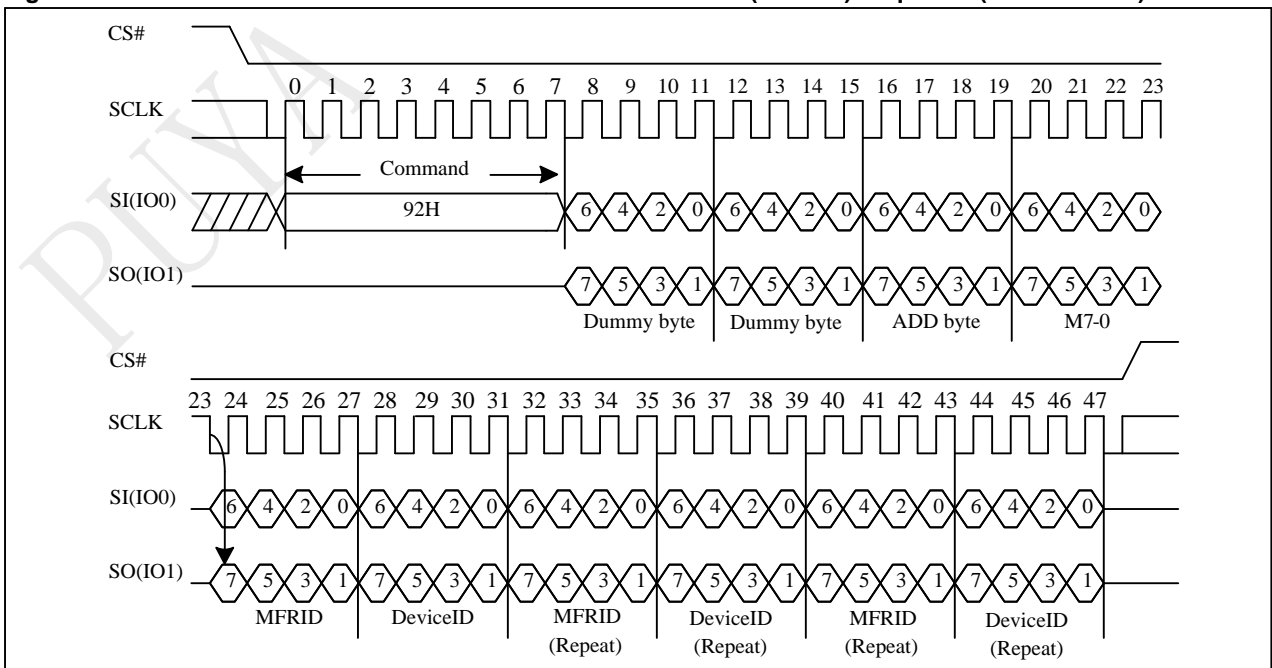 CS#
0 1 2 3 4 5 6 7 8 9 10 11 12 13 14 15 16 17 18 19 20 21 22 23
SCLK
Command
SI(IO0)
92H
6 4 2 0 6 4 2 0 6 4 2 0 6 4 2 0
SO(IO1)
7 5 3 1 7 5 3 1 7 5 3 1 7 5 3 1
Dummy byte Dummy byte ADD byte M7-0
PUYA
CS#
23 24 25 26 27 28 29 30 31 32 33 34 35 36 37 38 39 40 41 42 43 44 45 46 47
SCLK
SI(IO0)
6 4 2 0 6 4 2 0 6 4 2 0 6 4 2 0 6 4 2 0 6 4 2 0
SO(IO1)
7 5 3 1 7 5 3 1 7 5 3 1 7 5 3 1 7 5 3 1 7 5 3 1
MFRID DeviceID MFRID DeviceID MFRID DeviceID
(Repeat) (Repeat) (Repeat) (Repeat)